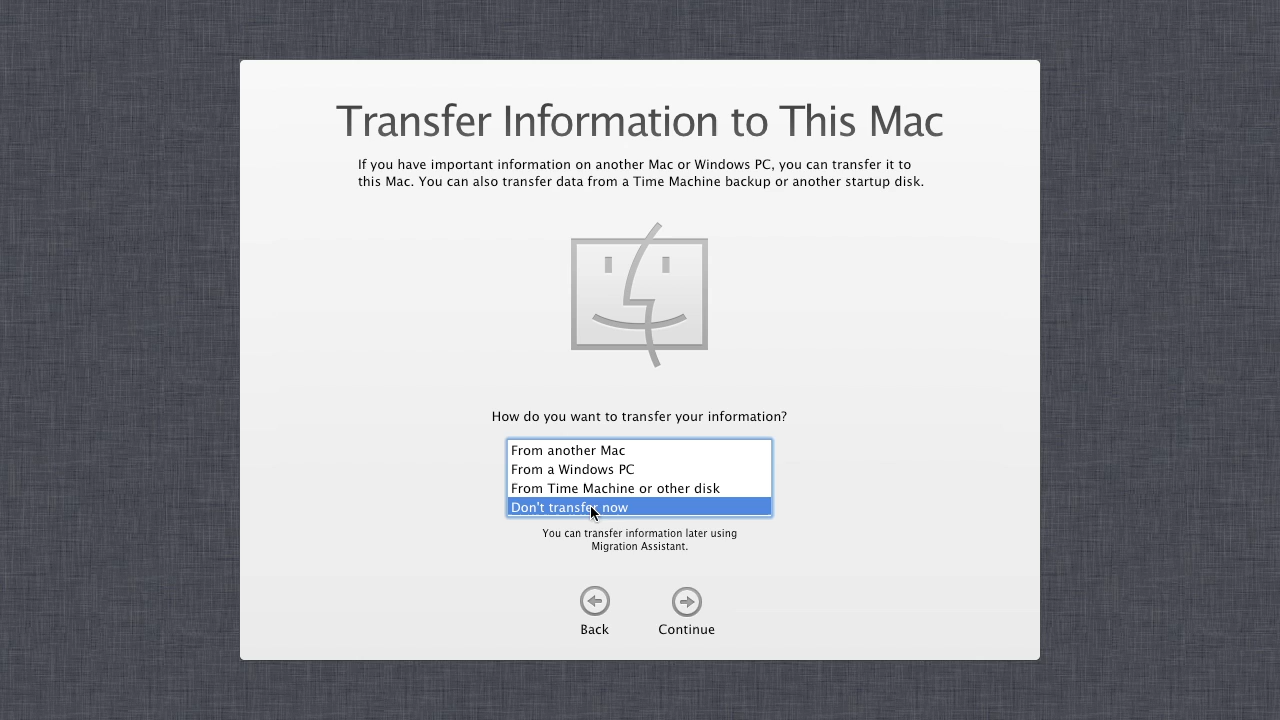 Transfer Information to This Mac
If you have important information on another Mac or Windows PC, you can transfer it to
this Mac. You can also transfer data from a Time Machine backup or another startup disk.
How do you want to transfer your information?
From another Mac
From a Windows PC
From Time Machine or other disk
Don't transfer now
You can transfer information later using
Migration Assistant.
Back
Continue